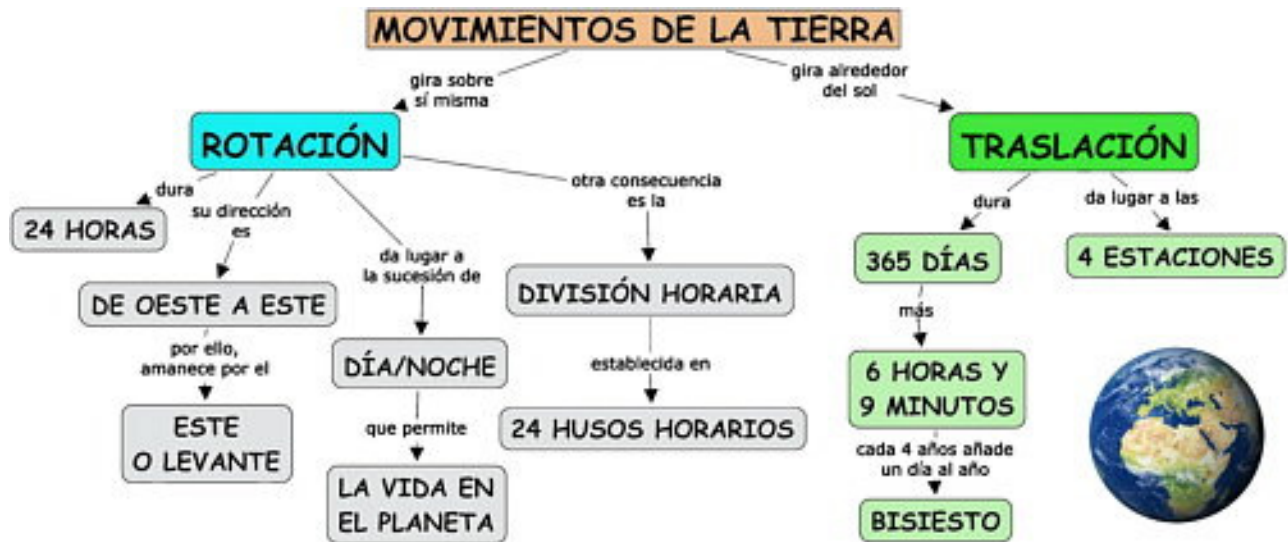 MOVIMIENTOS DE LA TIERRA
gira sobre
sí misma
gira alrededor
del sol
ROTACIÓN
TRASLACIÓN
dura
24 HORAS
su dirección
es
DE OESTE A ESTE
por ello,
amanece por el
ESTE
O LEVANTE
da lugar a
la sucesión de
DÍA/NOCHE
que permite
LA VIDA EN
EL PLANETA
otra consecuencia
es la
DIVISIÓN HORARIA
establecida en
24 HUSOS HORARIOS
dura
365 DÍAS
más
6 HORAS Y
9 MINUTOS
cada 4 años añade
un día al año
BISIESTO
da lugar a las
4 ESTACIONES